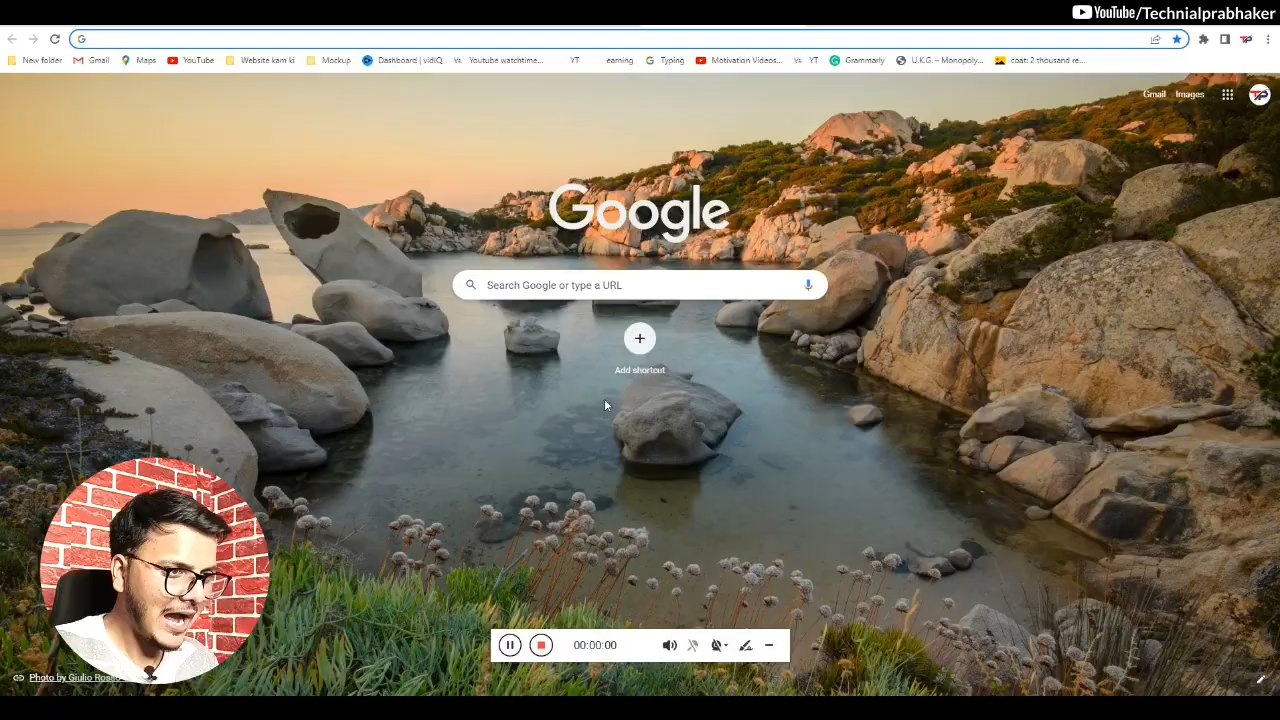 YouTube/Technialprabhaker
New folder Gmail Maps YouTube Website kam ki Mockup Dashboard | vidIQ Youtube watchtime... YT earning Typing Motivation Videos... YT Grammarly U.K.G. – Monopoly... coat: 2 thousand re...
Gmail Images
Google
Search Google or type a URL
Add shortcut
00:00:00
Photo by Giulio Rosso